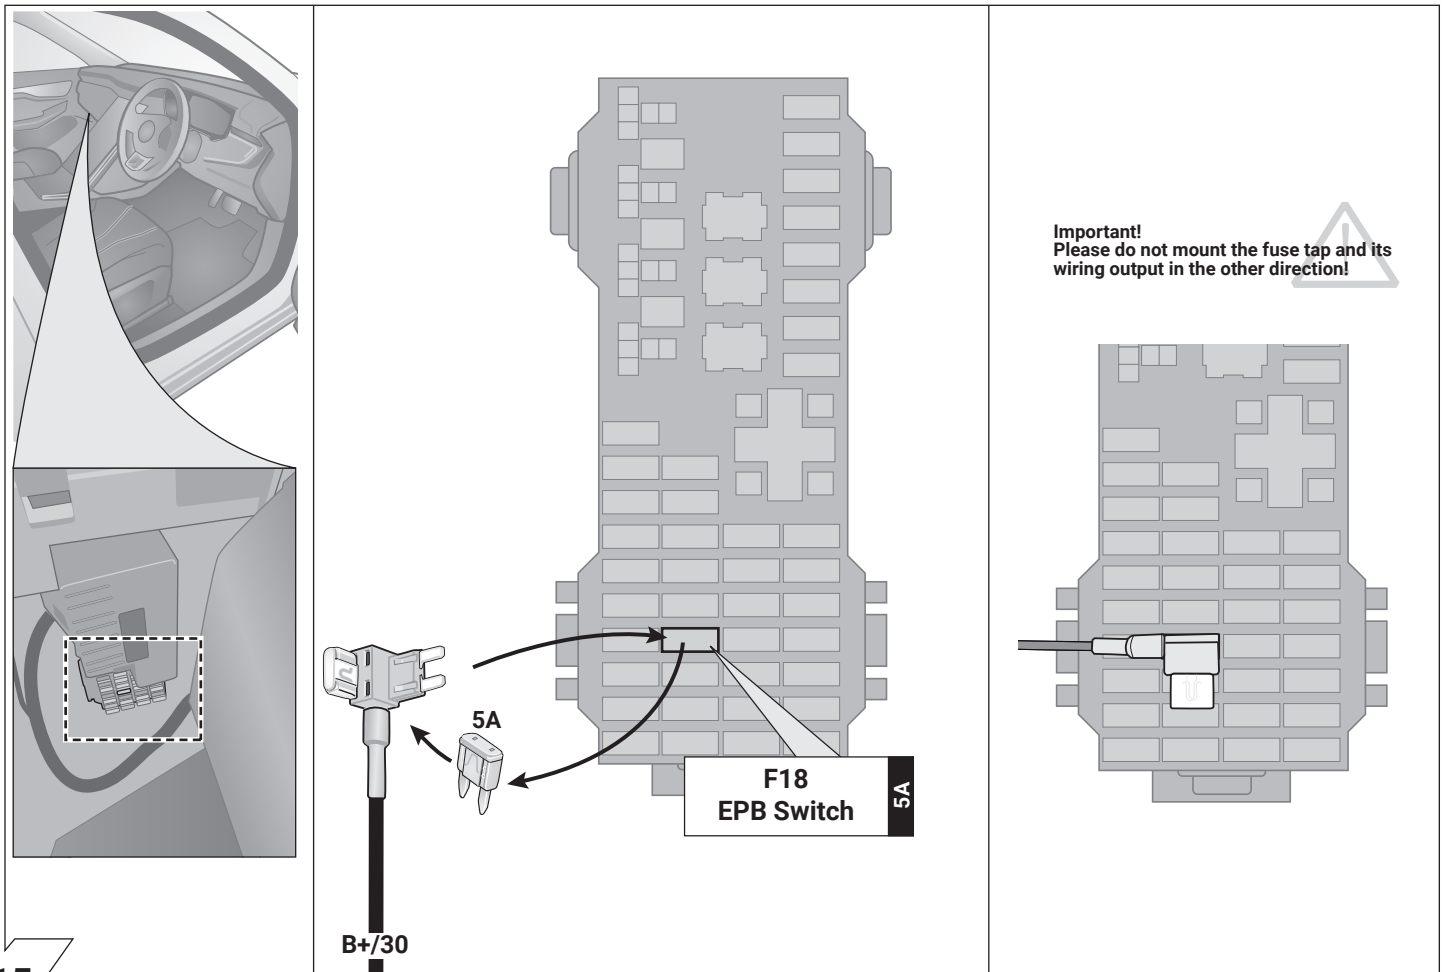 5A
F18
EPB Switch
5A
B+/30
Important!
Please do not mount the fuse tap and its
wiring output in the other direction!